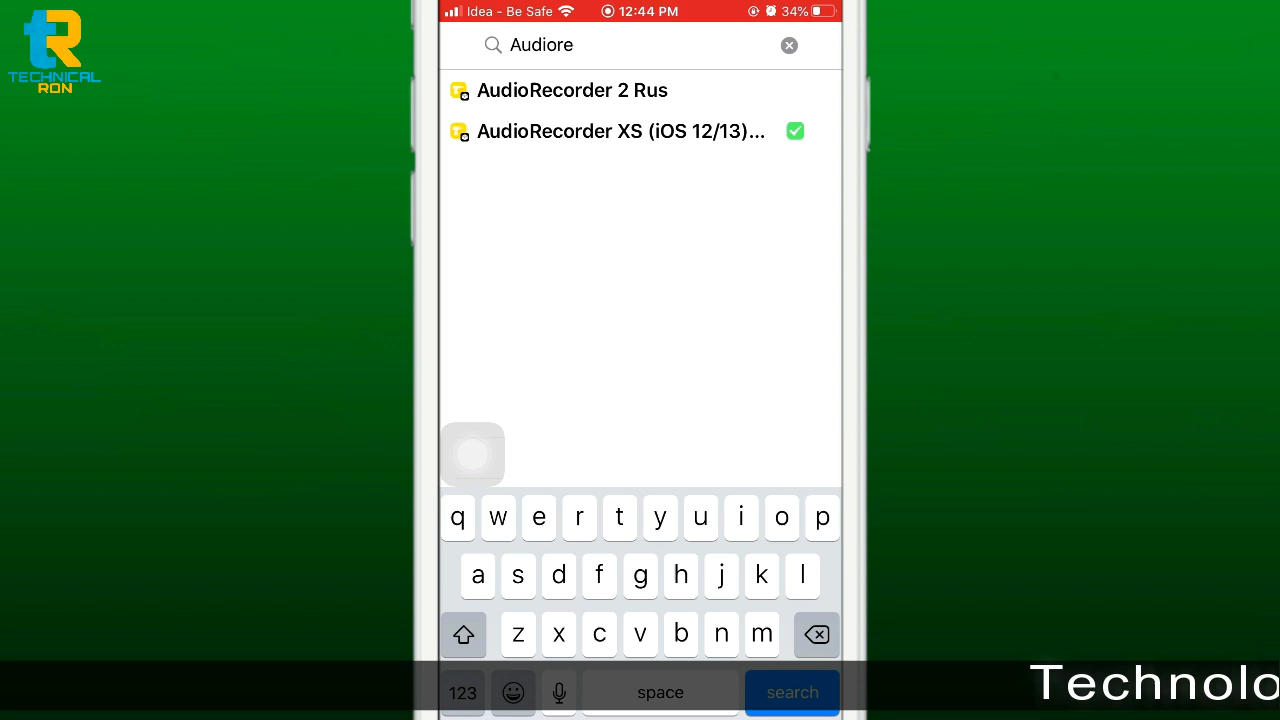 tR
TECHNICAL
RON
Idea - Be Safe 12:44 PM 34%
Audiore
AudioRecorder 2 Rus
AudioRecorder XS (iOS 12/13)...
q w e r t y u i o p
a s d f g h j k l
z x c v b n m
123 space search
Technolo